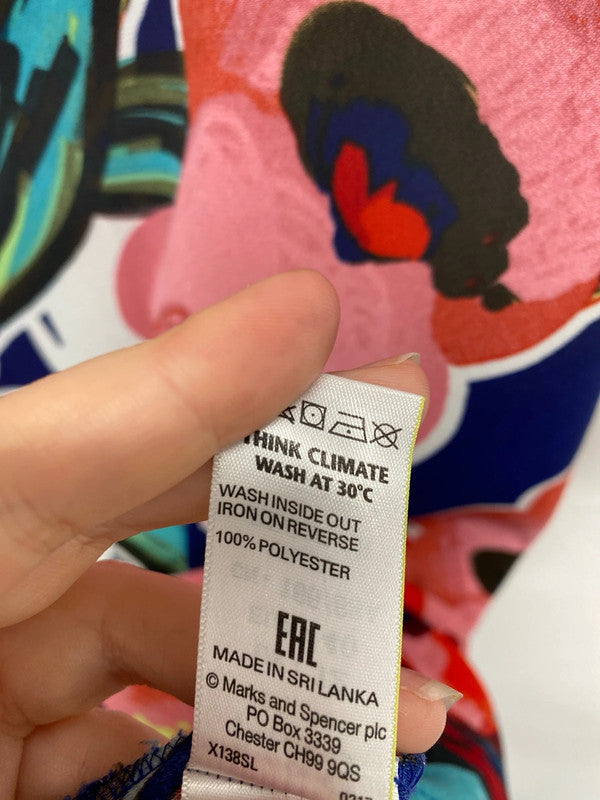 THINK CLIMATE
WASH AT 30°C
WASH INSIDE OUT
IRON ON REVERSE
100% POLYESTER
EAC
MADE IN SRI LANKA
© Marks and Spencer plc
PO Box 3339
Chester CH99 9QS
X138SL